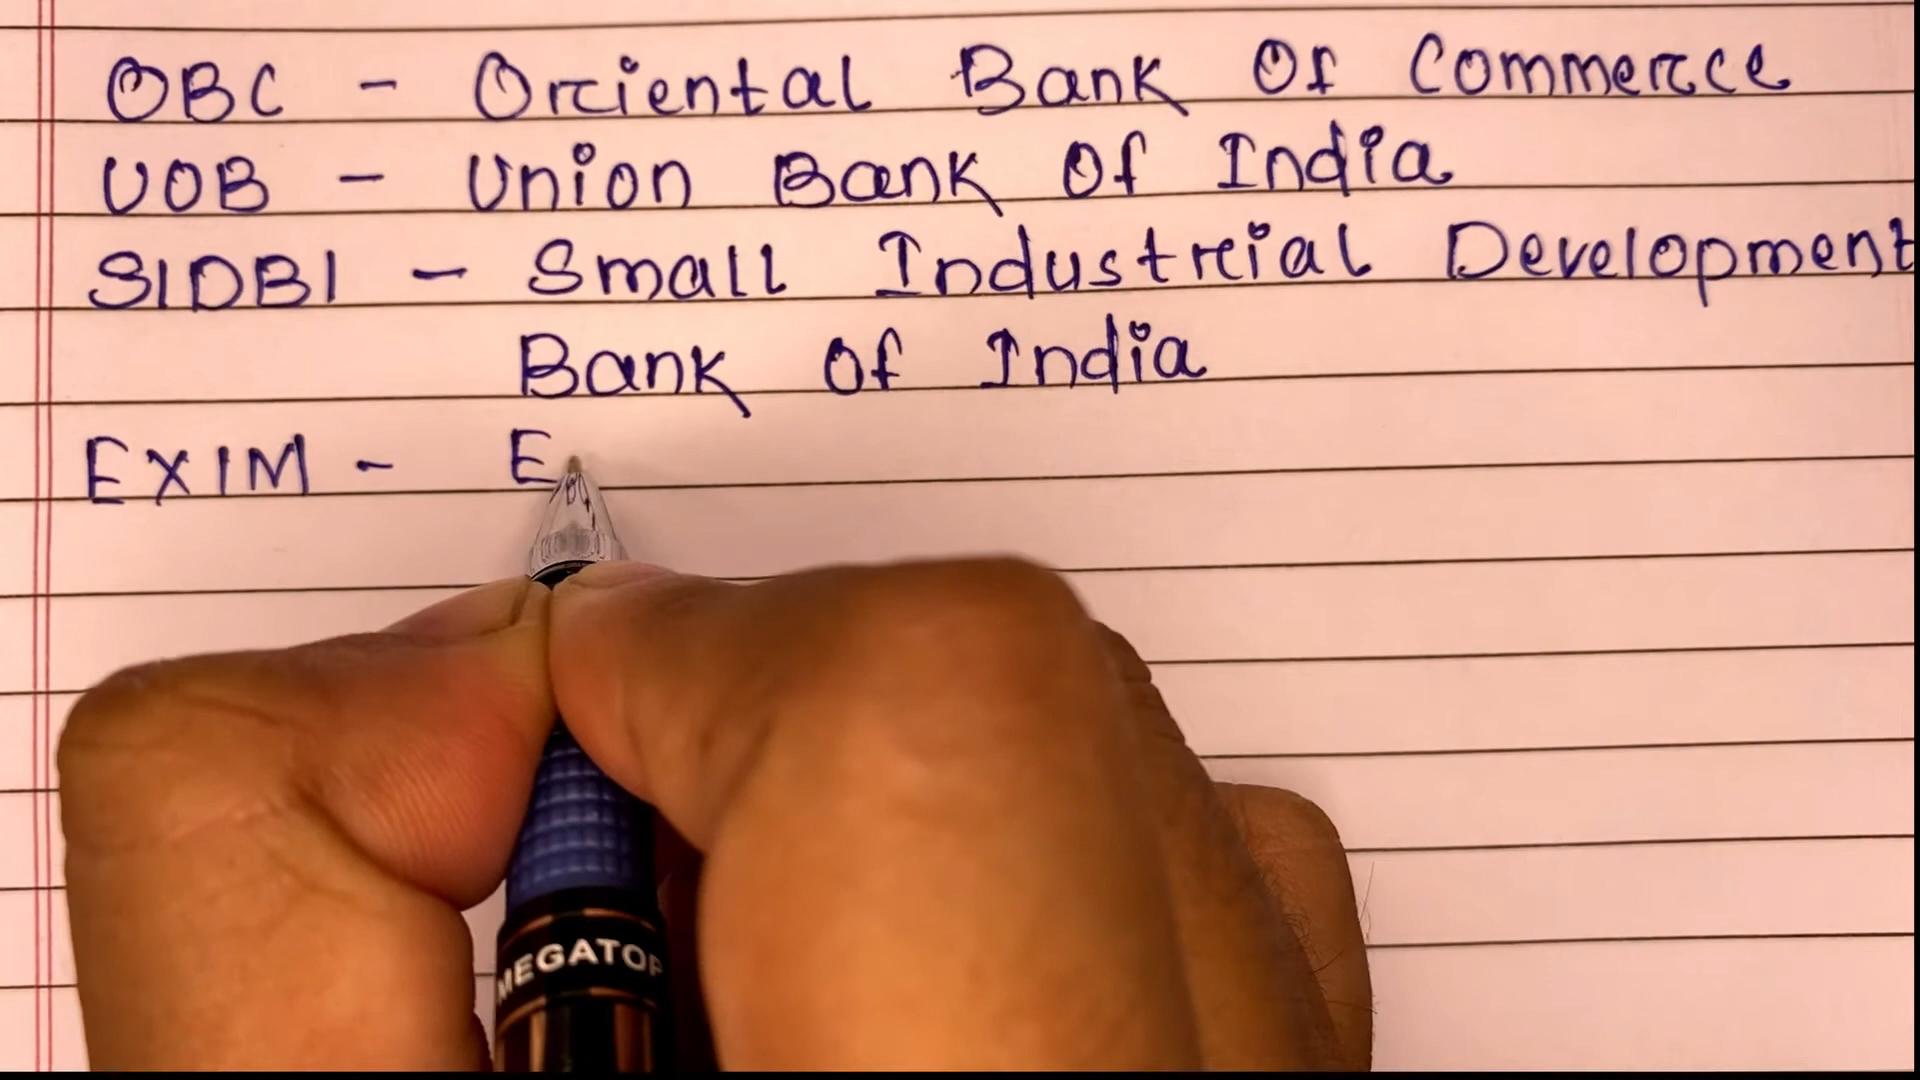 OBC - Oriental Bank Of Commerce
UOB - Union Bank Of India
SIDBI - Small Industrial Development
Bank Of India
EXIM - E
MEGATOP